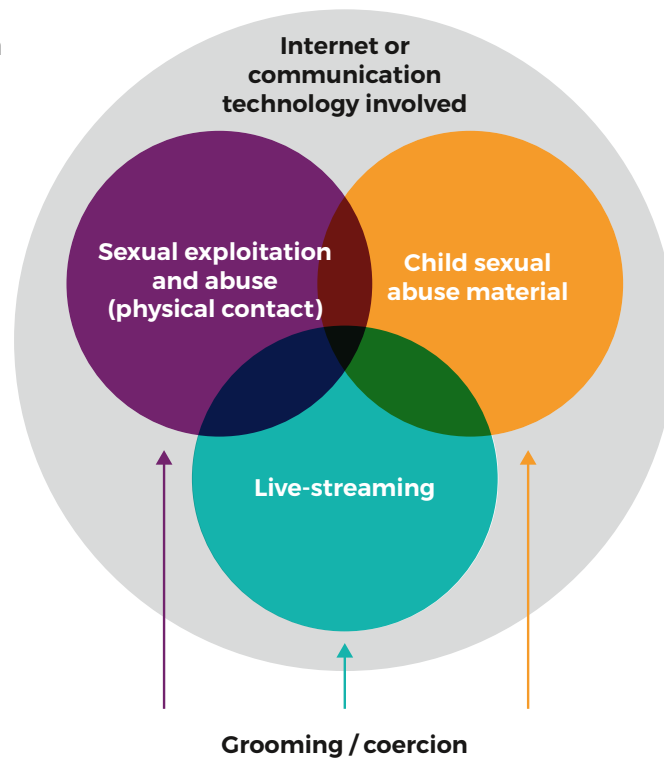 Internet or
communication
technology involved
Sexual exploitation
and abuse
(physical contact)
Child sexual
abuse material
Live-streaming
Grooming / coercion